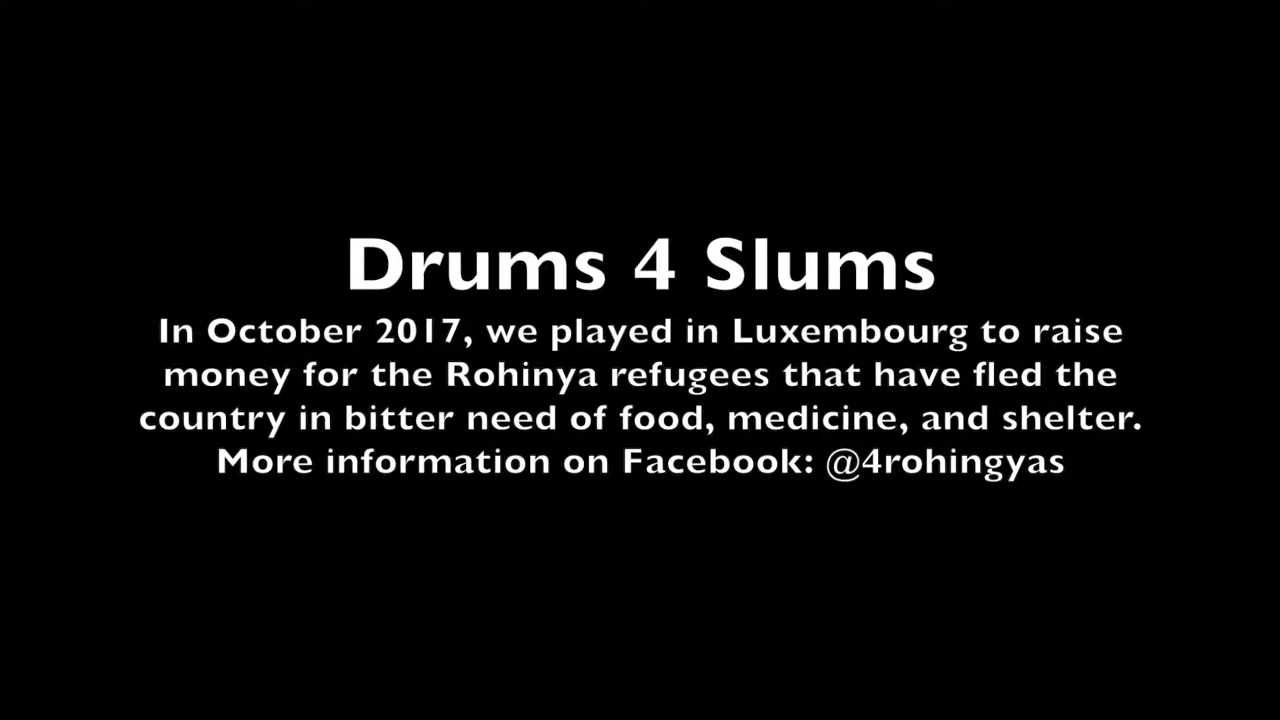 Drums 4 Slums
In October 2017, we played in Luxembourg to raise
money for the Rohinya refugees that have fled the
country in bitter need of food, medicine, and shelter.
More information on Facebook: @4rohingyas